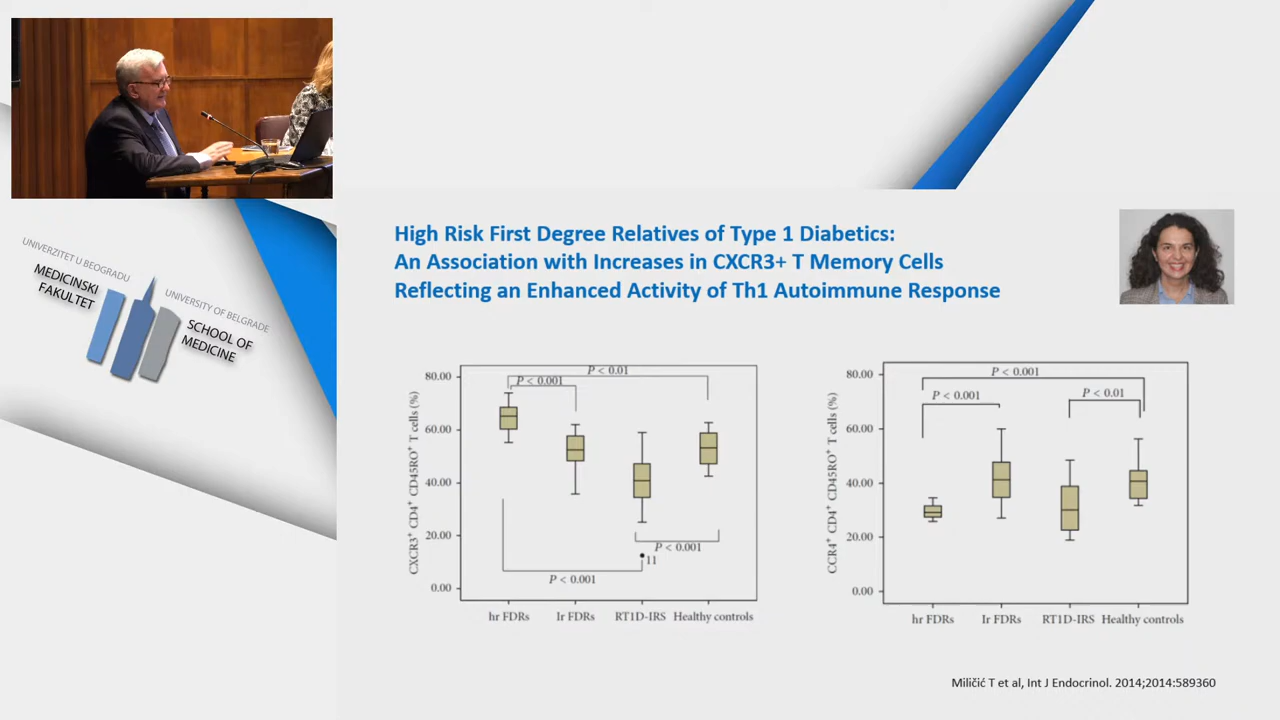 UNIVERZITET U BEOGRADU
MEDICINSKI
FAKULTET
UNIVERSITY OF BELGRADE
SCHOOL OF
MEDICINE
High Risk First Degree Relatives of Type 1 Diabetics:
An Association with Increases in CXCR3+ T Memory Cells
Reflecting an Enhanced Activity of Th1 Autoimmune Response
CXCR3⁺ CD4⁺ CD45RO⁺ T cells (%)
80.00
60.00
40.00
20.00
0.00
P < 0.01
P < 0.001
P < 0.001
11
P < 0.001
hr FDRs
Ir FDRs
RT1D-IRS
Healthy controls
CCR4⁺ CD4⁺ CD45RO⁺ T cells (%)
80.00
60.00
40.00
20.00
0.00
P < 0.001
P < 0.001
P < 0.01
hr FDRs
Ir FDRs
RT1D-IRS
Healthy controls
Miličić T et al, Int J Endocrinol. 2014;2014:589360